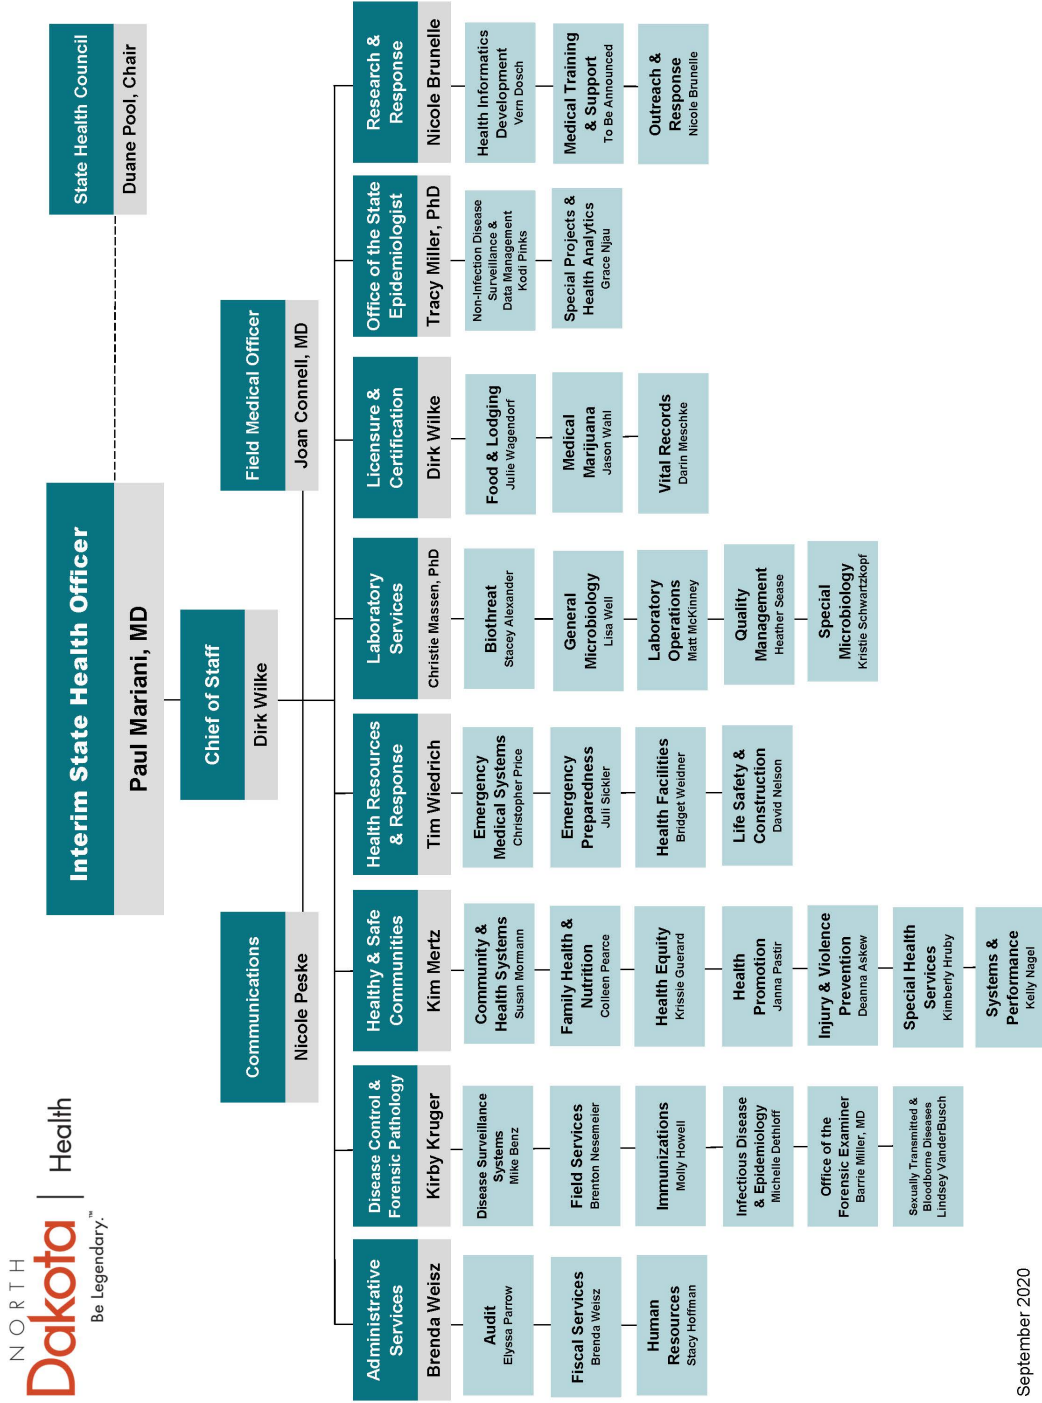 NORTH
Dakota | Health
Be Legendary.™
Interim State Health Officer
Paul Mariani, MD
State Health Council
Duane Pool, Chair
Chief of Staff
Dirk Wilke
Communications
Nicole Peske
Field Medical Officer
Joan Connell, MD
Administrative
Services
Brenda Weisz
Audit
Elyssa Parrow
Fiscal Services
Brenda Weisz
Human
Resources
Stacy Hoffman
Disease Control &
Forensic Pathology
Kirby Kruger
Disease Surveillance
Systems
Mike Benz
Field Services
Brenton Nesemeier
Immunizations
Molly Howell
Infectious Disease
& Epidemiology
Michelle Dethloff
Office of the
Forensic Examiner
Barrie Miller, MD
Sexually Transmitted &
Bloodborne Diseases
Lindsey VanderBusch
Healthy & Safe
Communities
Kim Mertz
Community &
Health Systems
Susan Mormann
Family Health &
Nutrition
Colleen Pearce
Health Equity
Krissie Guerard
Health
Promotion
Janna Pastir
Injury & Violence
Prevention
Deanna Askew
Special Health
Services
Kimberly Hruby
Systems &
Performance
Kelly Nagel
Health Resources
& Response
Tim Wiedrich
Emergency
Medical Systems
Christopher Price
Emergency
Preparedness
Juli Sickler
Health Facilities
Bridget Weidner
Life Safety &
Construction
David Nelson
Laboratory
Services
Christie Massen, PhD
Biothreat
Stacey Alexander
General
Microbiology
Lisa Well
Laboratory
Operations
Matt McKinney
Quality
Management
Heather Sease
Special
Microbiology
Kristie Schwartzkopf
Licensure &
Certification
Dirk Wilke
Food & Lodging
Julie Wagendorf
Medical
Marijuana
Jason Wahl
Vital Records
Darin Meschke
Office of the State
Epidemiologist
Tracy Miller, PhD
Non-Infection Disease
Surveillance &
Data Management
Kodi Pinks
Special Projects &
Health Analytics
Grace Njau
Research &
Response
Nicole Brunelle
Health Informatics
Development
Vern Dosch
Medical Training
& Support
To Be Announced
Outreach &
Response
Nicole Brunelle
September 2020